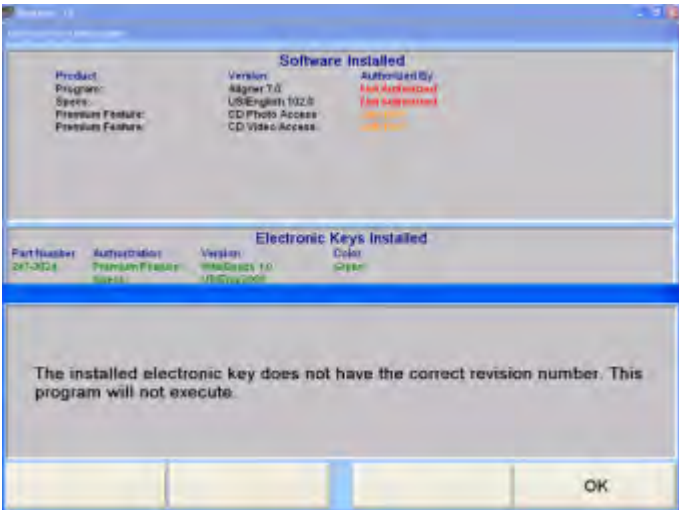 Software Installed
Product Version Authorized By
Program: Aligner 7.0 Not Authorized
Specs: US\English 102.0 Not Authorized
Premium Feature: CD Photo Access
Premium Feature: CD Video Access
Electronic Keys Installed
Part Number Authorization Version Color
Premium Feature: Green
Specs:
The installed electronic key does not have the correct revision number. This
program will not execute.
OK